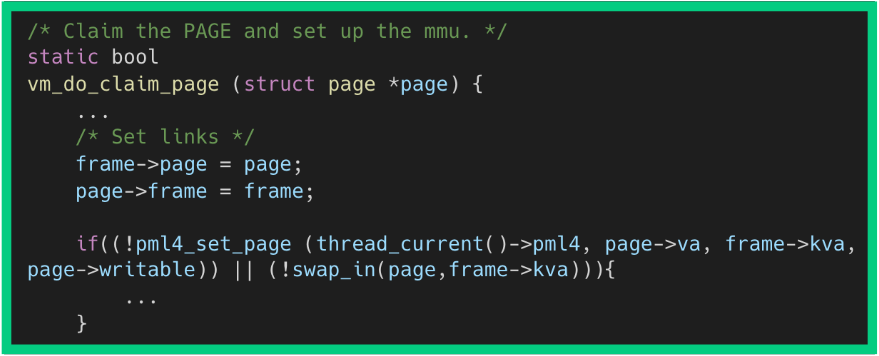 /* Claim the PAGE and set up the mmu. */
static bool
vm_do_claim_page (struct page *page) {
    ...
    /* Set links */
    frame->page = page;
    page->frame = frame;

    if((!pml4_set_page (thread_current()->pml4, page->va, frame->kva,
page->writable)) || (!swap_in(page,frame->kva))){
        ...
    }